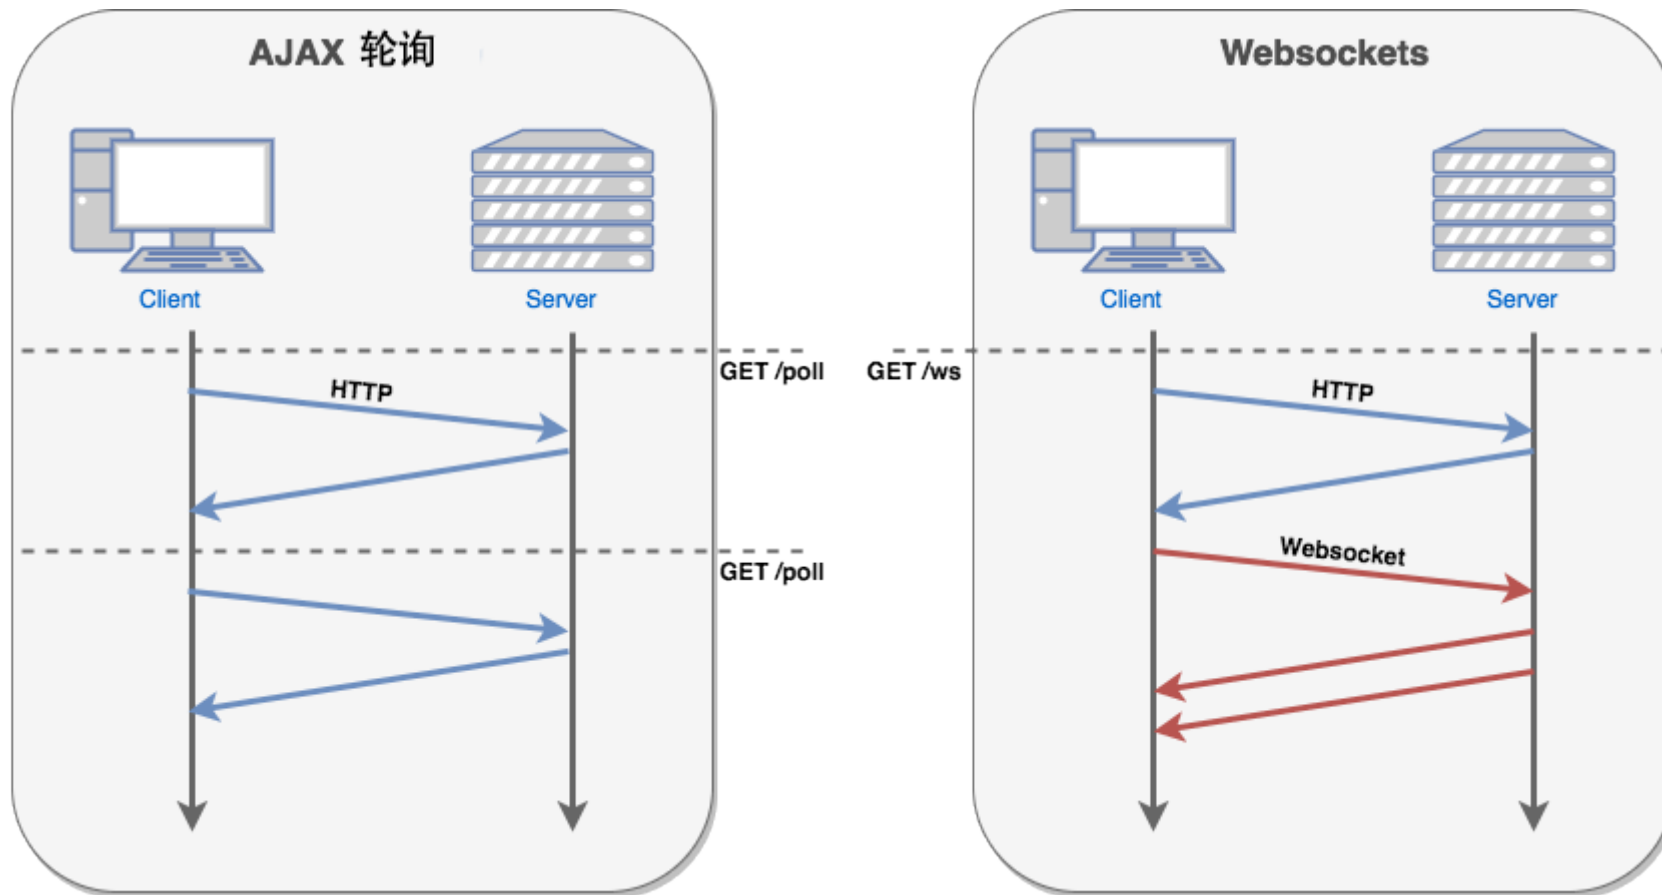 AJAX 轮询
Client
Server
GET /poll
HTTP
GET /poll
Websockets
Client
Server
GET /ws
HTTP
Websocket